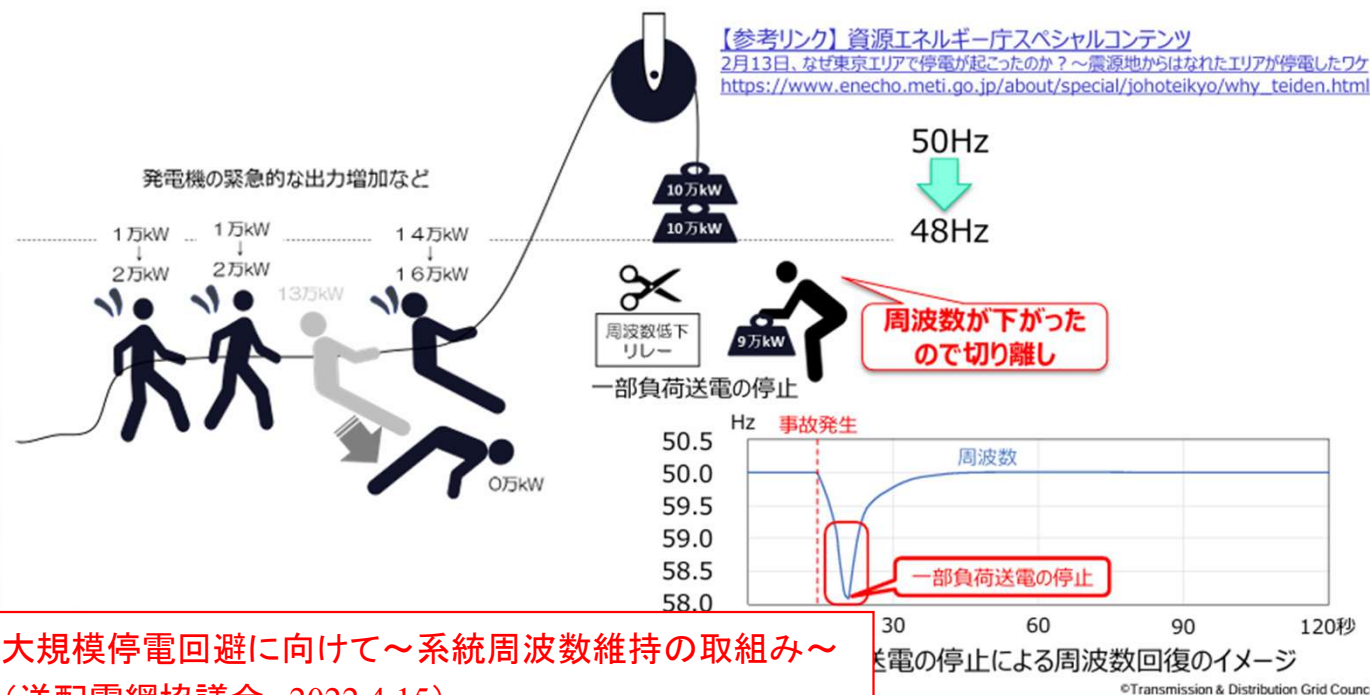 【参考リンク】資源エネルギー庁スペシャルコンテンツ
2月13日、なぜ東京エリアで停電が起こったのか？～震源地からはなれたエリアが停電したワケ
https://www.enecho.meti.go.jp/about/special/johoteikyo/why_teiden.html
50Hz
48Hz
発電機の緊急的な出力増加など
1万kW
↓
2万kW
1万kW
↓
2万kW
13万kW
14万kW
↓
16万kW
0万kW
10万kW
10万kW
周波数低下
リレー
9万kW
周波数が下がった
ので切り離し
一部負荷送電の停止
Hz
事故発生
50.5
50.0
59.5
59.0
58.5
58.0
周波数
一部負荷送電の停止
30
60
90
120秒
送電の停止による周波数回復のイメージ
©Transmission & Distribution Grid Counc
大規模停電回避に向けて～系統周波数維持の取組み～
（送配電網協議会 2022.4.15）